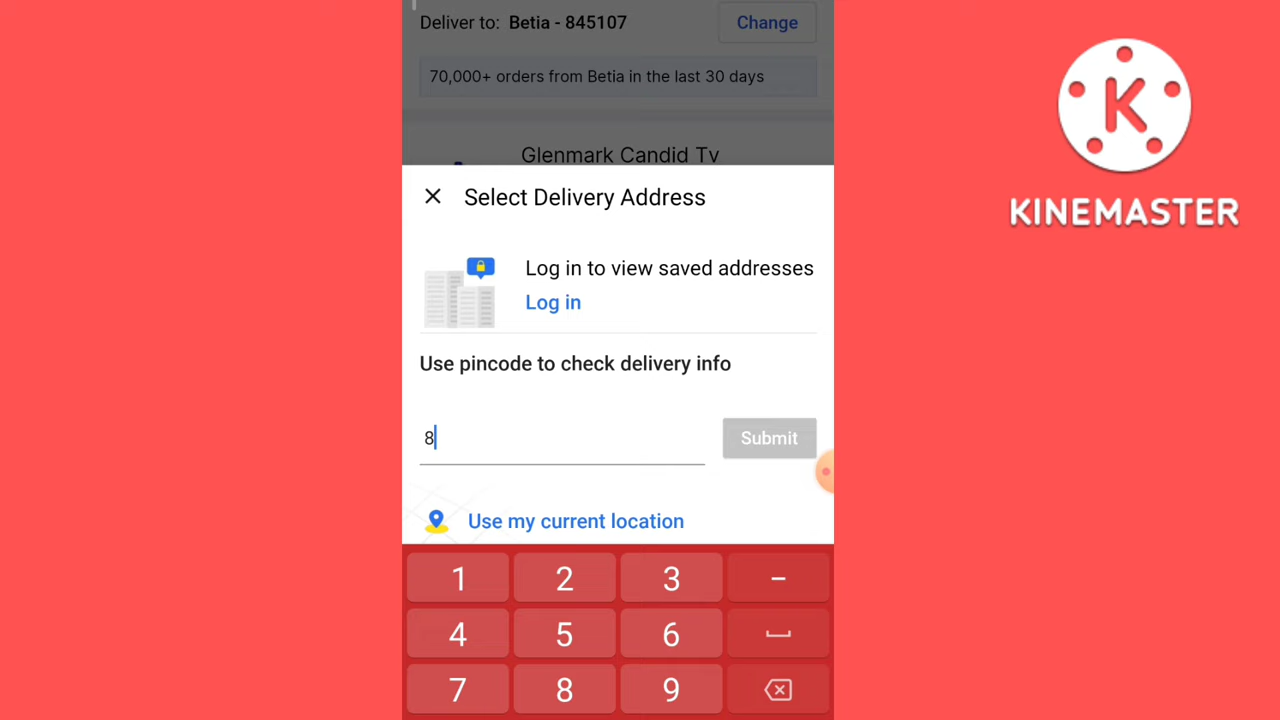 Deliver to: Betia - 845107
Change
70,000+ orders from Betia in the last 30 days
Glenmark Candid Tv
Select Delivery Address
Log in to view saved addresses
Log in
Use pincode to check delivery info
8
Submit
Use my current location
1 2 3 -
4 5 6
7 8 9
K
KINEMASTER